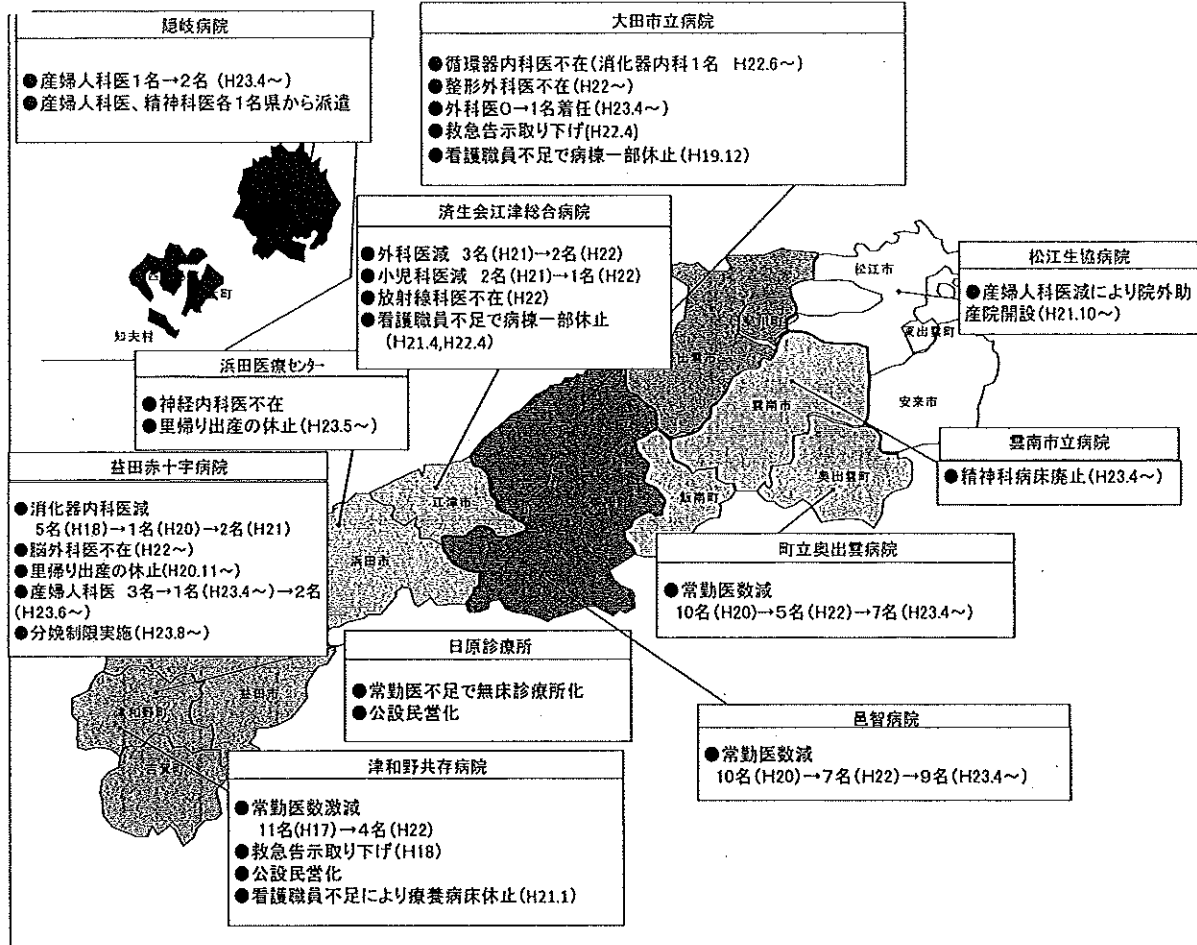 隠岐病院
●産婦人科医1名→2名 (H23.4～)
●産婦人科医、精神科医各1名県から派遣
大田市立病院
●循環器内科医不在(消化器内科1名 H22.6～)
●整形外科医不在(H22～)
●外科医0→1名着任(H23.4～)
●救急告示取り下げ(H22.4)
●看護職員不足で病棟一部休止(H19.12)
済生会江津総合病院
●外科医減 3名(H21)→2名(H22)
●小児科医減 2名(H21)→1名(H22)
●放射線科医不在(H22)
●看護職員不足で病棟一部休止
(H21.4,H22.4)
松江生協病院
●産婦人科医減により院外助
産院開設(H21.10～)
浜田医療センター
●神経内科医不在
●里帰り出産の休止(H23.5～)
雲南市立病院
●精神科病床廃止(H23.4～)
益田赤十字病院
●消化器内科医減
5名(H18)→1名(H20)→2名(H21)
●脳外科医不在(H22～)
●里帰り出産の休止(H20.11～)
●産婦人科医 3名→1名(H23.4～)→2名
(H23.6～)
●分娩制限実施(H23.8～)
町立奥出雲病院
●常勤医数減
10名(H20)→5名(H22)→7名(H23.4～)
日原診療所
●常勤医不足で無床診療所化
●公設民営化
邑智病院
●常勤医数減
10名(H20)→7名(H22)→9名(H23.4～)
津和野共存病院
●常勤医数激減
11名(H17)→4名(H22)
●救急告示取り下げ(H18)
●公設民営化
●看護職員不足により療養病床休止(H21.1)
知夫村
松江市
東出雲町
安来市
出雲市
雲南市
奥出雲町
飯南町
江津市
浜田市
益田市
津和野町